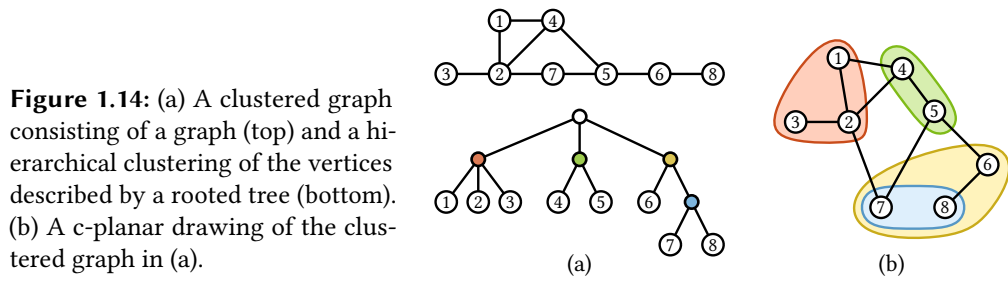 Figure 1.14: (a) A clustered graph
consisting of a graph (top) and a hi-
erarchical clustering of the vertices
described by a rooted tree (bottom).
(b) A c-planar drawing of the clus-
tered graph in (a).
1 4
3 2 7 5 6 8
1 2 3 4 5 6
7 8
(a)
1
4
3 2
5
6
7 8
(b)